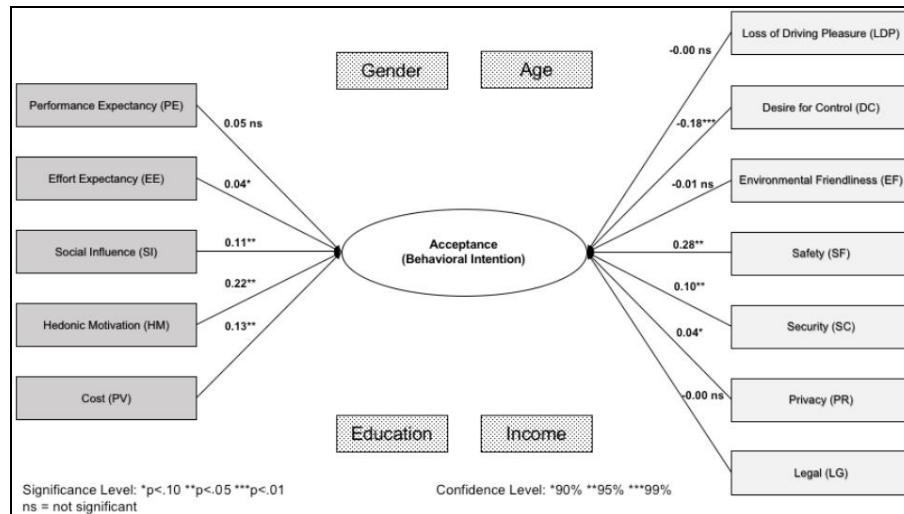 Gender
Age
Performance Expectancy (PE)
0.05 ns
Effort Expectancy (EE)
0.04*
Social Influence (SI)
0.11**
Hedonic Motivation (HM)
0.22**
0.13**
Cost (PV)
Acceptance
(Behavioral Intention)
Loss of Driving Pleasure (LDP)
-0.00 ns
Desire for Control (DC)
-0.18***
Environmental Friendliness (EF)
-0.01 ns
Safety (SF)
0.28**
Security (SC)
0.10**
0.04*
Privacy (PR)
-0.00 ns
Legal (LG)
Education
Income
Significance Level: *p<.10 **p<.05 ***p<.01
ns = not significant
Confidence Level: *90% **95% ***99%